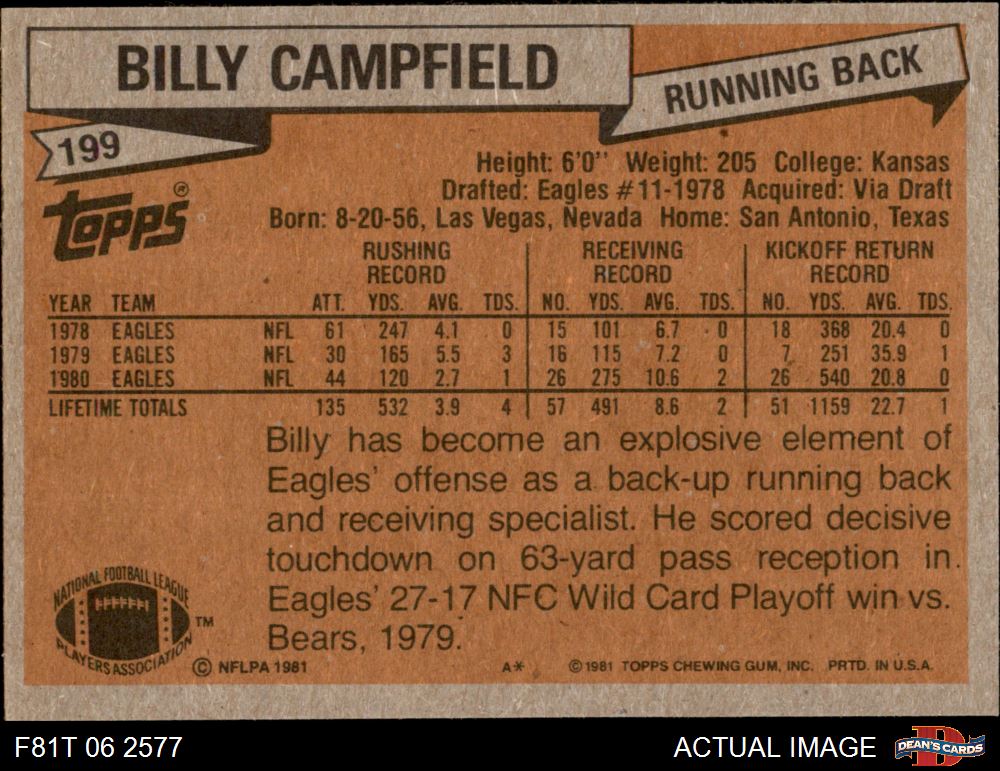 BILLY CAMPFIELD
RUNNING BACK
199
Topps®
Height: 6'0'' Weight: 205 College: Kansas
Drafted: Eagles #11-1978 Acquired: Via Draft
Born: 8-20-56, Las Vegas, Nevada Home: San Antonio, Texas
RUSHING RECORD RECEIVING RECORD KICKOFF RETURN RECORD
YEAR TEAM ATT. YDS. AVG. TDS. NO. YDS. AVG. TDS. NO. YDS. AVG. TDS.
1978 EAGLES NFL 61 247 4.1 0 15 101 6.7 0 18 368 20.4 0
1979 EAGLES NFL 30 165 5.5 3 16 115 7.2 0 7 251 35.9 1
1980 EAGLES NFL 44 120 2.7 1 26 275 10.6 2 26 540 20.8 0
LIFETIME TOTALS 135 532 3.9 4 57 491 8.6 2 51 1159 22.7 1
Billy has become an explosive element of
Eagles' offense as a back-up running back
and receiving specialist. He scored decisive
touchdown on 63-yard pass reception in
Eagles' 27-17 NFC Wild Card Playoff win vs.
Bears, 1979.
NATIONAL FOOTBALL LEAGUE
PLAYERS ASSOCIATION
TM
© NFLPA 1981 A* ©1981 TOPPS CHEWING GUM, INC. PRTD. IN U.S.A.
F81T 06 2577 ACTUAL IMAGE DEAN'S CARDS